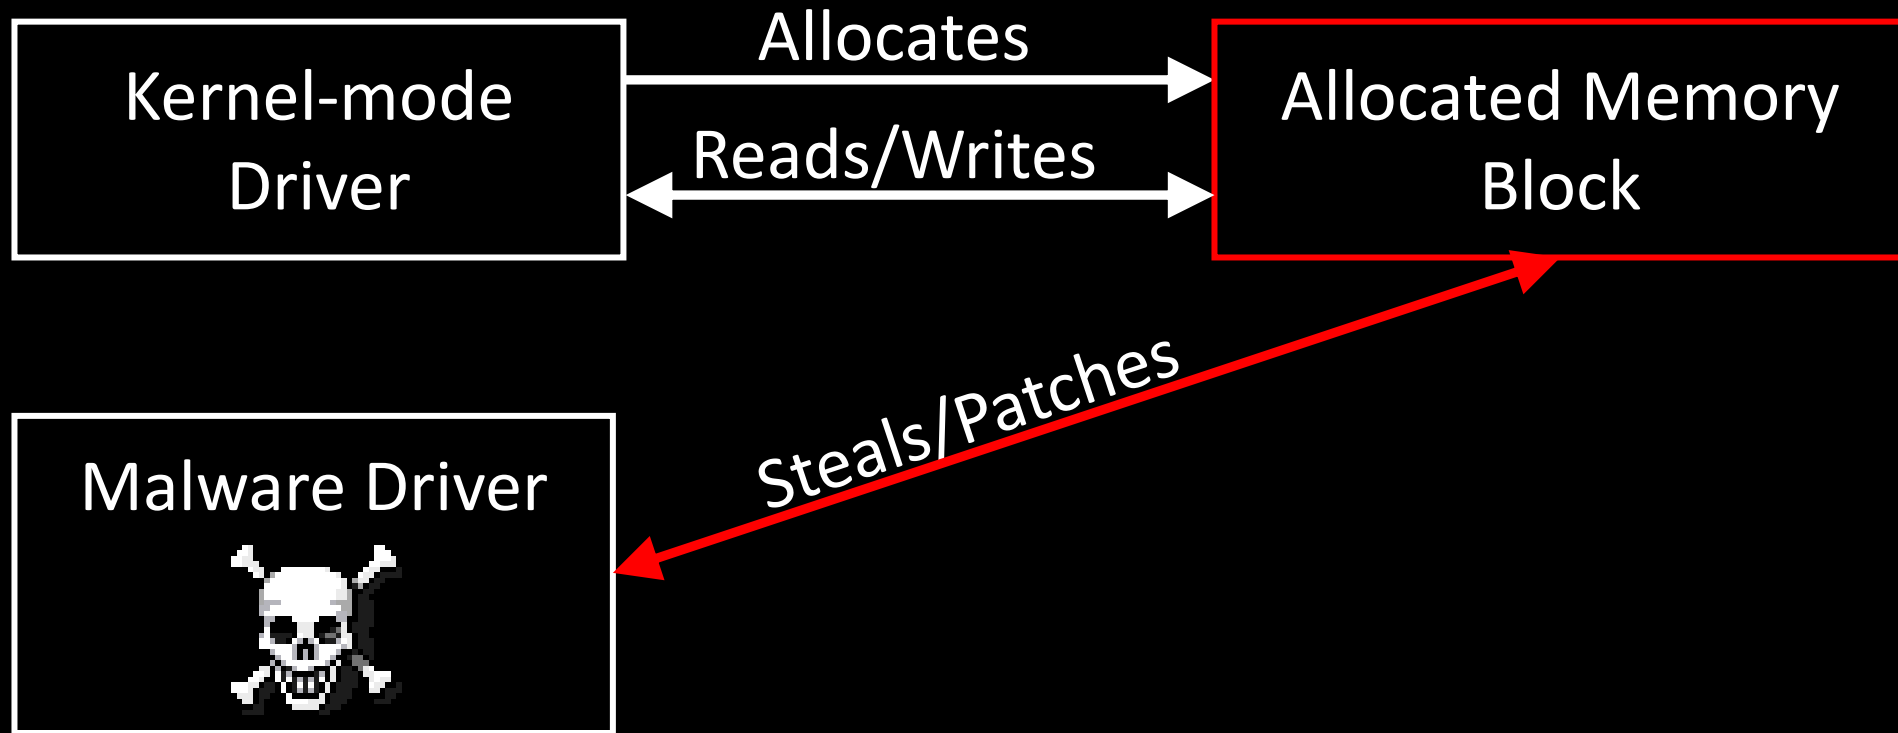 Kernel-mode
Driver
Allocates
Reads/Writes
Allocated Memory
Block
Steals/Patches
Malware Driver